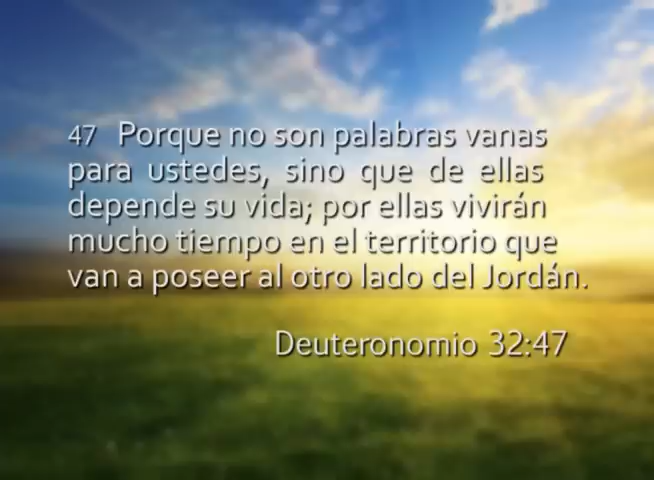 47 Porque no son palabras vanas
para ustedes, sino que de ellas
depende su vida; por ellas vivirán
mucho tiempo en el territorio que
van a poseer al otro lado del Jordán.
Deuteronomio 32:47